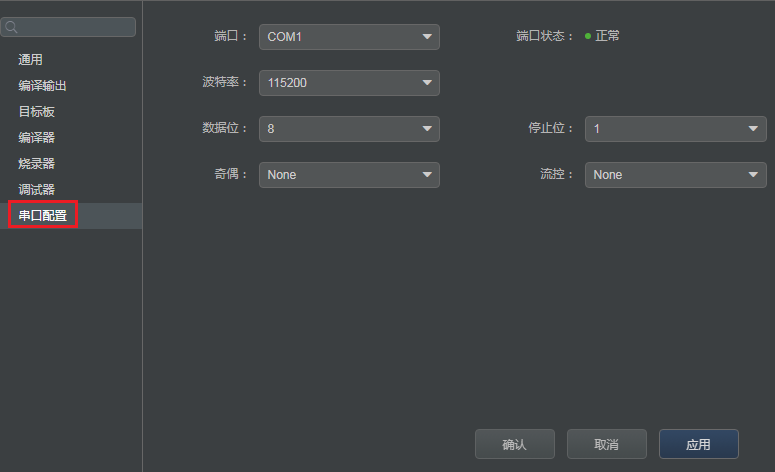 通用
编译输出
目标板
编译器
烧录器
调试器
串口配置
端口： COM1 端口状态： 正常
波特率： 115200
数据位： 8 停止位： 1
奇偶： None 流控： None
确认 取消 应用